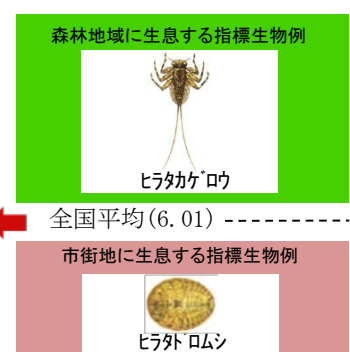 森林地域に生息する指標生物例
ヒラタカゲロウ
全国平均(6.01)
市街地に生息する指標生物例
ヒラタドロムシ